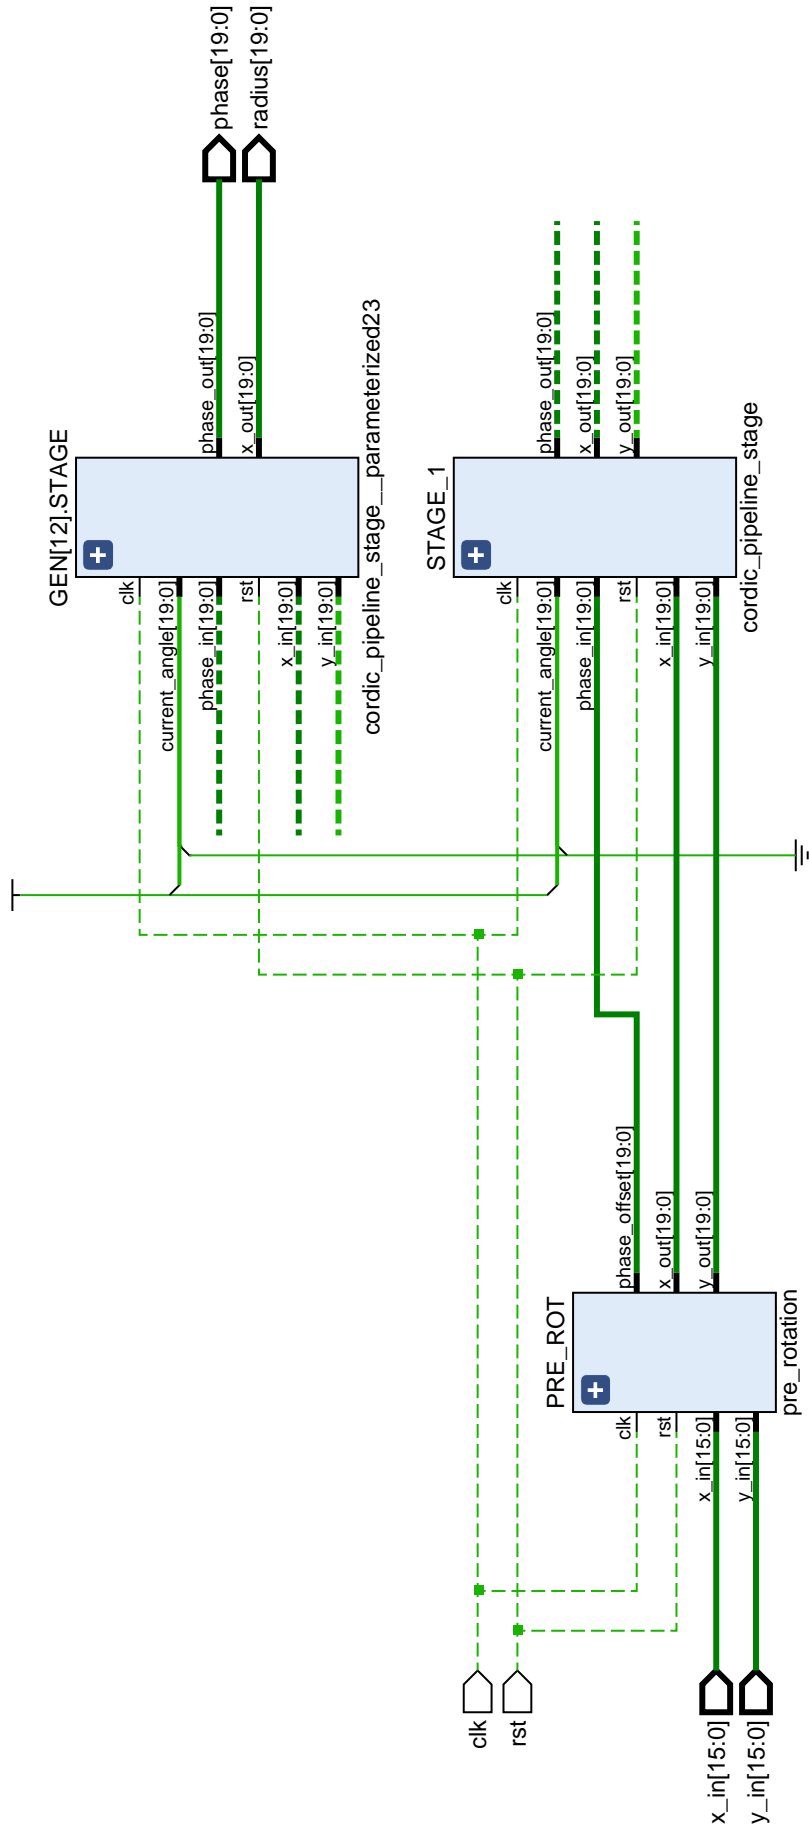 phase[19:0]
radius[19:0]
GEN[12].STAGE
clk
current_angle[19:0]
phase_in[19:0]
rst
x_in[19:0]
y_in[19:0]
phase_out[19:0]
x_out[19:0]
cordic_pipeline_stage__parameterized23
STAGE_1
clk
current_angle[19:0]
phase_in[19:0]
rst
x_in[19:0]
y_in[19:0]
phase_out[19:0]
x_out[19:0]
y_out[19:0]
cordic_pipeline_stage
PRE_ROT
clk
rst
x_in[15:0]
y_in[15:0]
phase_offset[19:0]
x_out[19:0]
y_out[19:0]
pre_rotation
clk
rst
x_in[15:0]
y_in[15:0]